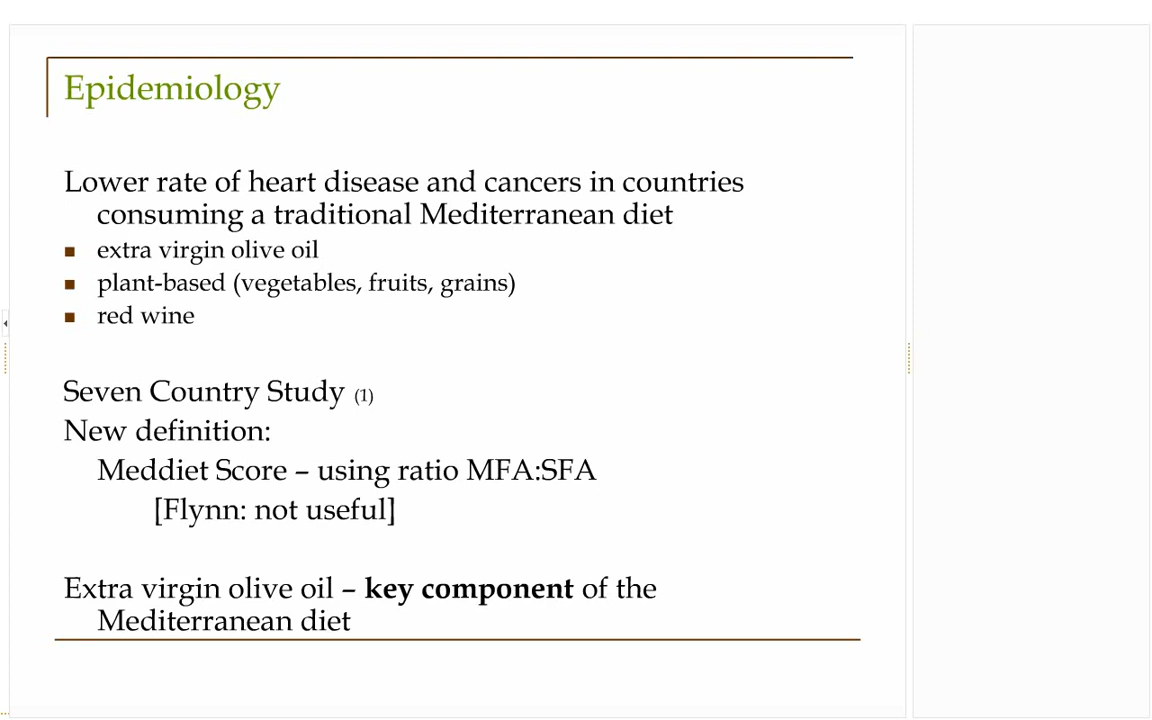 Epidemiology
Lower rate of heart disease and cancers in countries
consuming a traditional Mediterranean diet
■ extra virgin olive oil
■ plant-based (vegetables, fruits, grains)
■ red wine
Seven Country Study (1)
New definition:
Meddiet Score – using ratio MFA:SFA
[Flynn: not useful]
Extra virgin olive oil – key component of the
Mediterranean diet